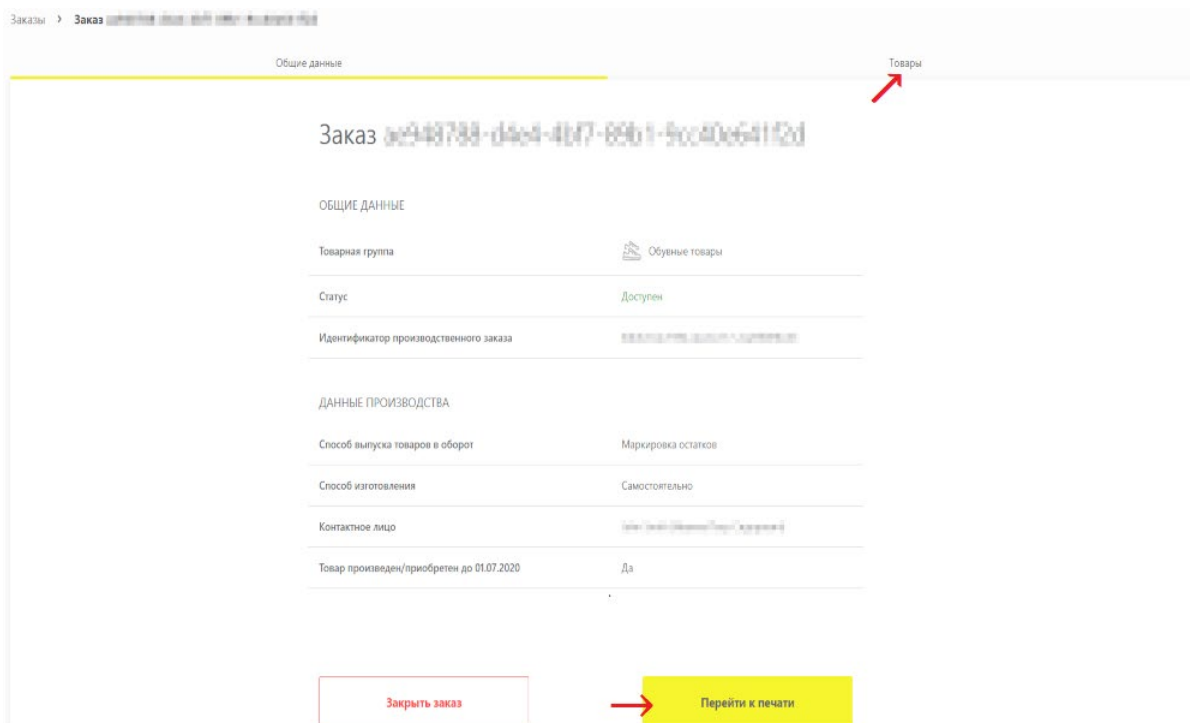 Заказы > Заказ
Общие данные
Товары
Заказ
ОБЩИЕ ДАННЫЕ
Товарная группа Обувные товары
Статус Доступен
Идентификатор производственного заказа
ДАННЫЕ ПРОИЗВОДСТВА
Способ выпуска товаров в оборот Маркировка остатков
Способ изготовления Самостоятельно
Контактное лицо
Товар произведен/приобретен до 01.07.2020 Да
Закрыть заказ
Перейти к печати